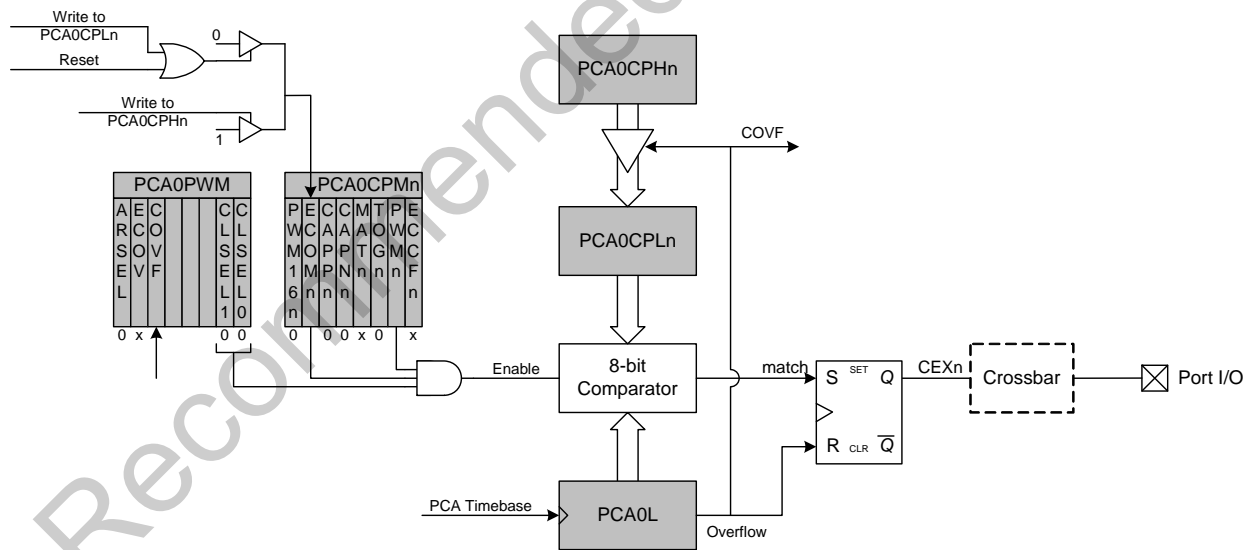 Recommended
Write to
PCA0CPLn
Reset
0
Write to
PCA0CPHn
1
PCA0CPHn
COVF
PCA0PWM
ARSEL
ECOV
COVF
CLSEL1
CLSEL0
0 x 0 0
PCA0CPMn
PWM16n
ECOMn
CAPPn
CAPNn
MATn
TOGn
PWMn
ECCFn
0 0 0 x 0 x
PCA0CPLn
Enable
8-bit
Comparator
match
S SET Q
R CLR Q
CEXn
Crossbar
Port I/O
PCA Timebase
PCA0L
Overflow